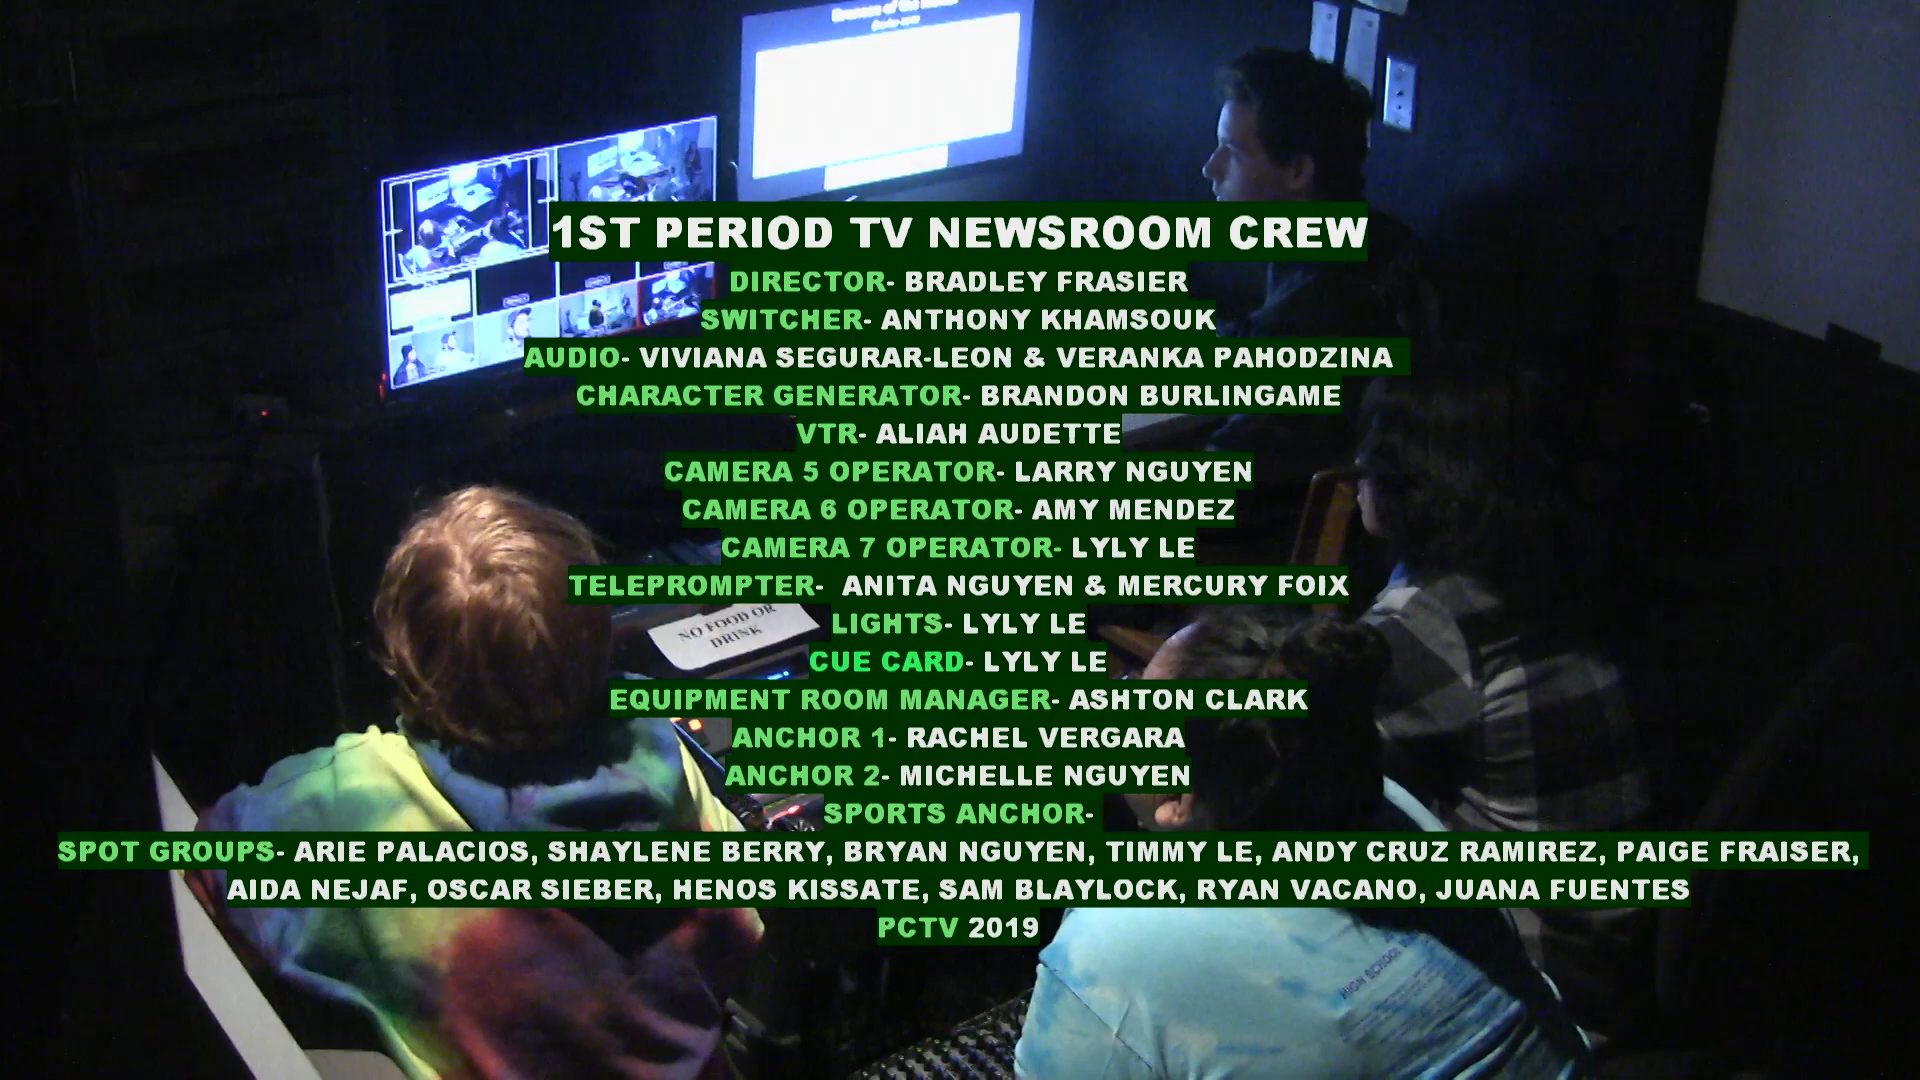 1ST PERIOD TV NEWSROOM CREW
DIRECTOR- BRADLEY FRASIER
SWITCHER- ANTHONY KHAMSOUK
AUDIO- VIVIANA SEGURAR-LEON & VERANKA PAHODZINA
CHARACTER GENERATOR- BRANDON BURLINGAME
VTR- ALIAH AUDETTE
CAMERA 5 OPERATOR- LARRY NGUYEN
CAMERA 6 OPERATOR- AMY MENDEZ
CAMERA 7 OPERATOR- LYLY LE
TELEPROMPTER- ANITA NGUYEN & MERCURY FOIX
LIGHTS- LYLY LE
CUE CARD- LYLY LE
EQUIPMENT ROOM MANAGER- ASHTON CLARK
ANCHOR 1- RACHEL VERGARA
ANCHOR 2- MICHELLE NGUYEN
SPORTS ANCHOR-
SPOT GROUPS- ARIE PALACIOS, SHAYLENE BERRY, BRYAN NGUYEN, TIMMY LE, ANDY CRUZ RAMIREZ, PAIGE FRAISER,
AIDA NEJAF, OSCAR SIEBER, HENOS KISSATE, SAM BLAYLOCK, RYAN VACANO, JUANA FUENTES
PCTV 2019
NO FOOD OR
DRINK
HIGH SCHOOL